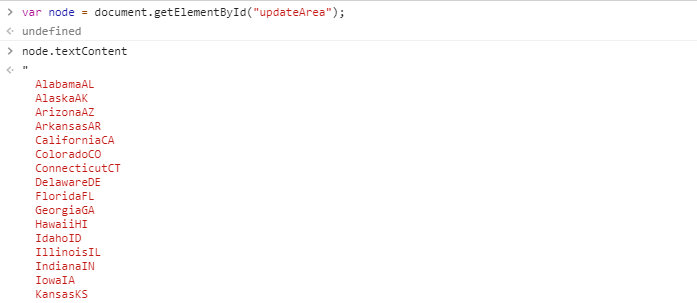 > var node = document.getElementById("updateArea");
<· undefined
> node.textContent
<· "
AlabamaAL
AlaskaAK
ArizonaAZ
ArkansasAR
CaliforniaCA
ColoradoCO
ConnecticutCT
DelawareDE
FloridaFL
GeorgiaGA
HawaiiHI
IdahoID
IllinoisIL
IndianaIN
IowaIA
KansasKS